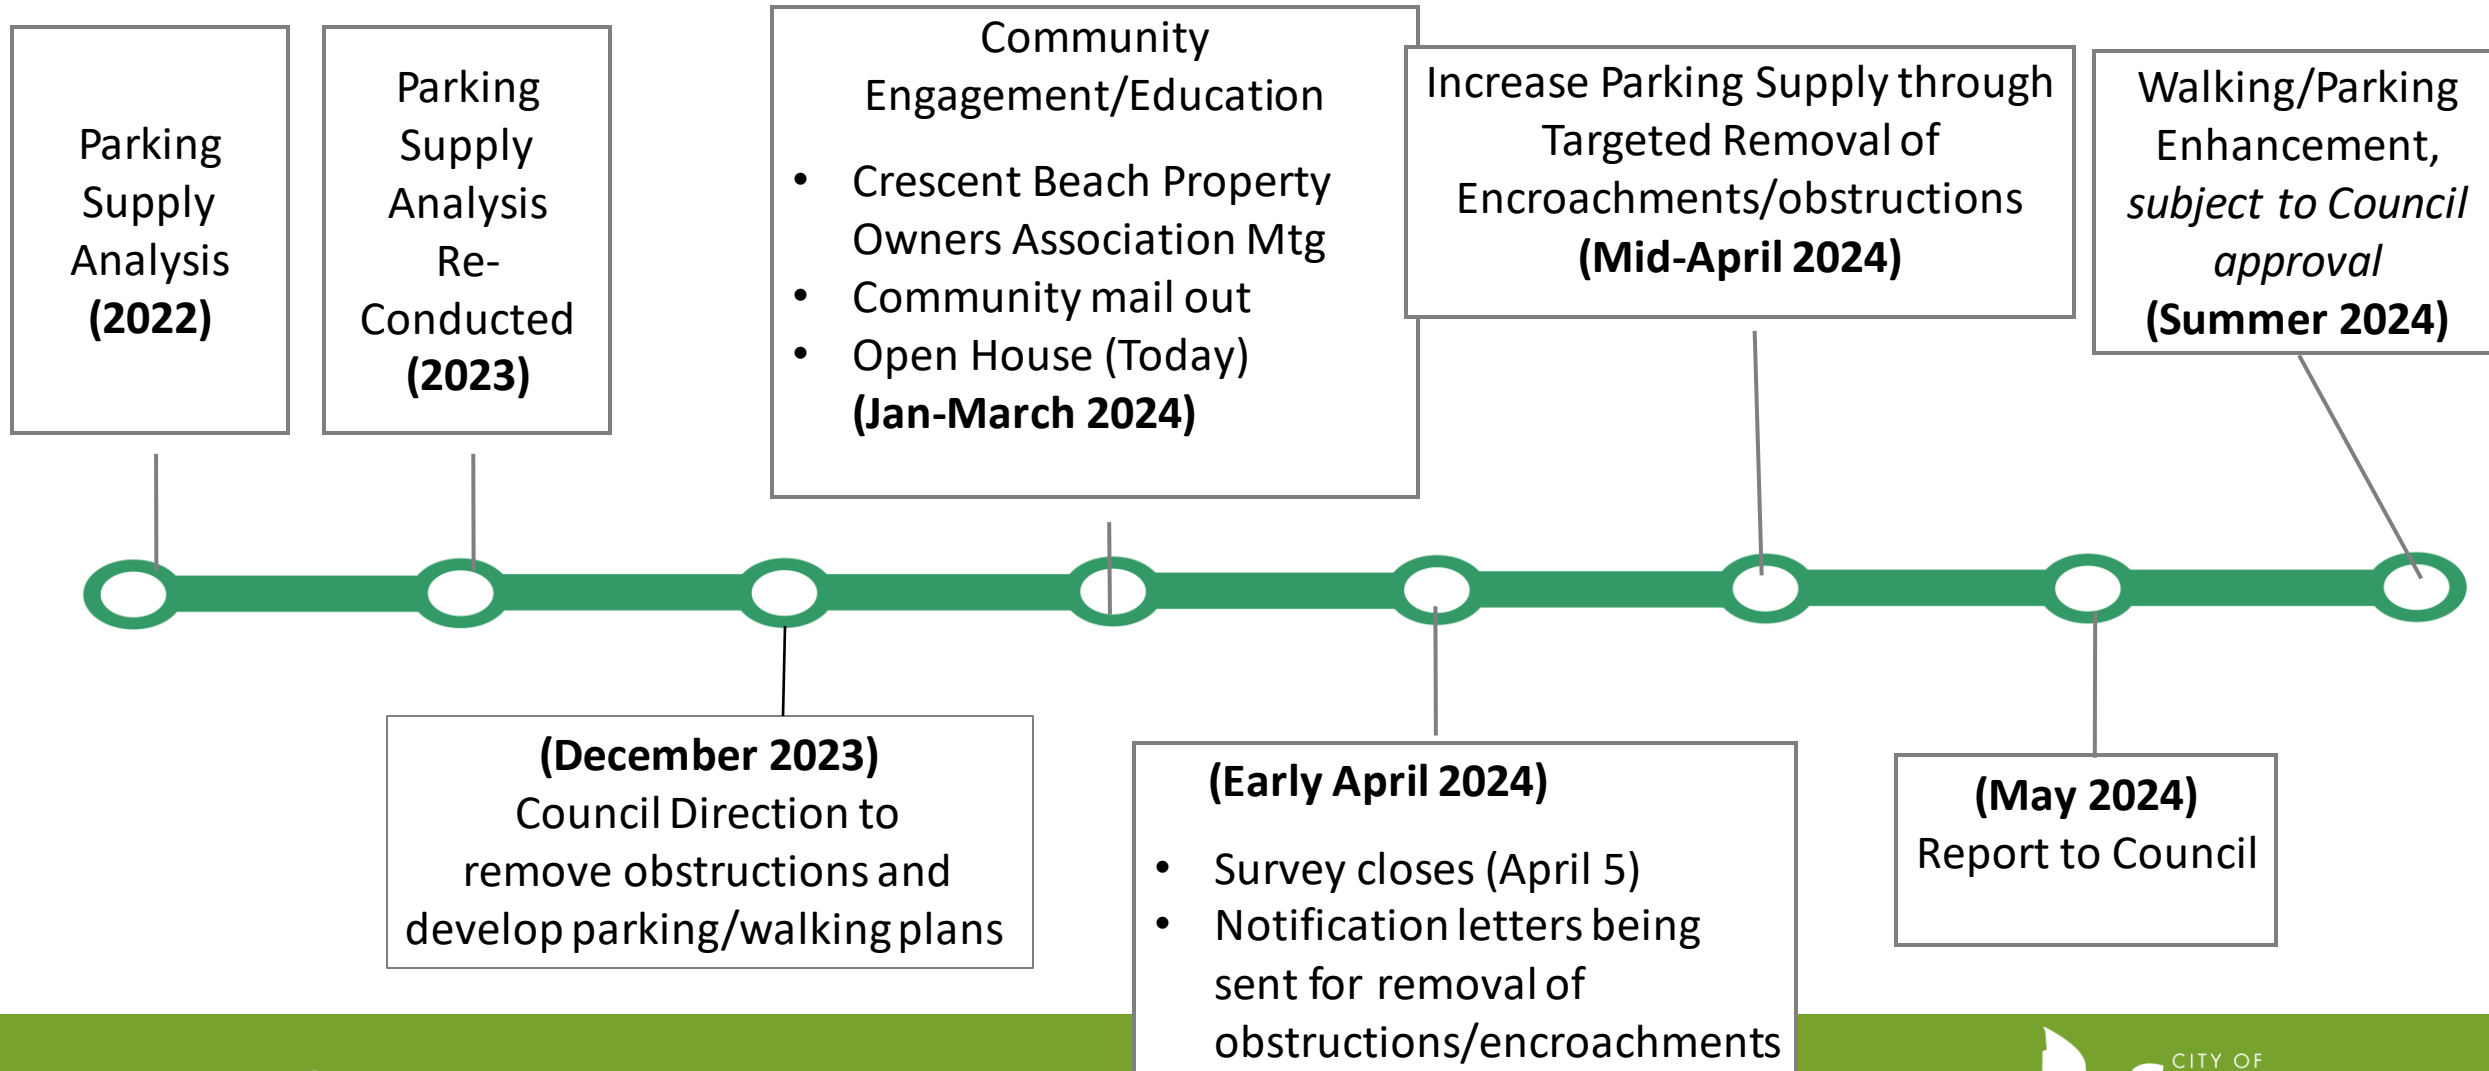 Parking
Supply
Analysis
(2022)
Parking
Supply
Analysis
Re-
Conducted
(2023)
Community
Engagement/Education
• Crescent Beach Property
Owners Association Mtg
• Community mail out
• Open House (Today)
(Jan-March 2024)
Increase Parking Supply through
Targeted Removal of
Encroachments/obstructions
(Mid-April 2024)
Walking/Parking
Enhancement,
subject to Council
approval
(Summer 2024)
(December 2023)
Council Direction to
remove obstructions and
develop parking/walking plans
(Early April 2024)
• Survey closes (April 5)
• Notification letters being
sent for removal of
obstructions/encroachments
(May 2024)
Report to Council
CITY OF